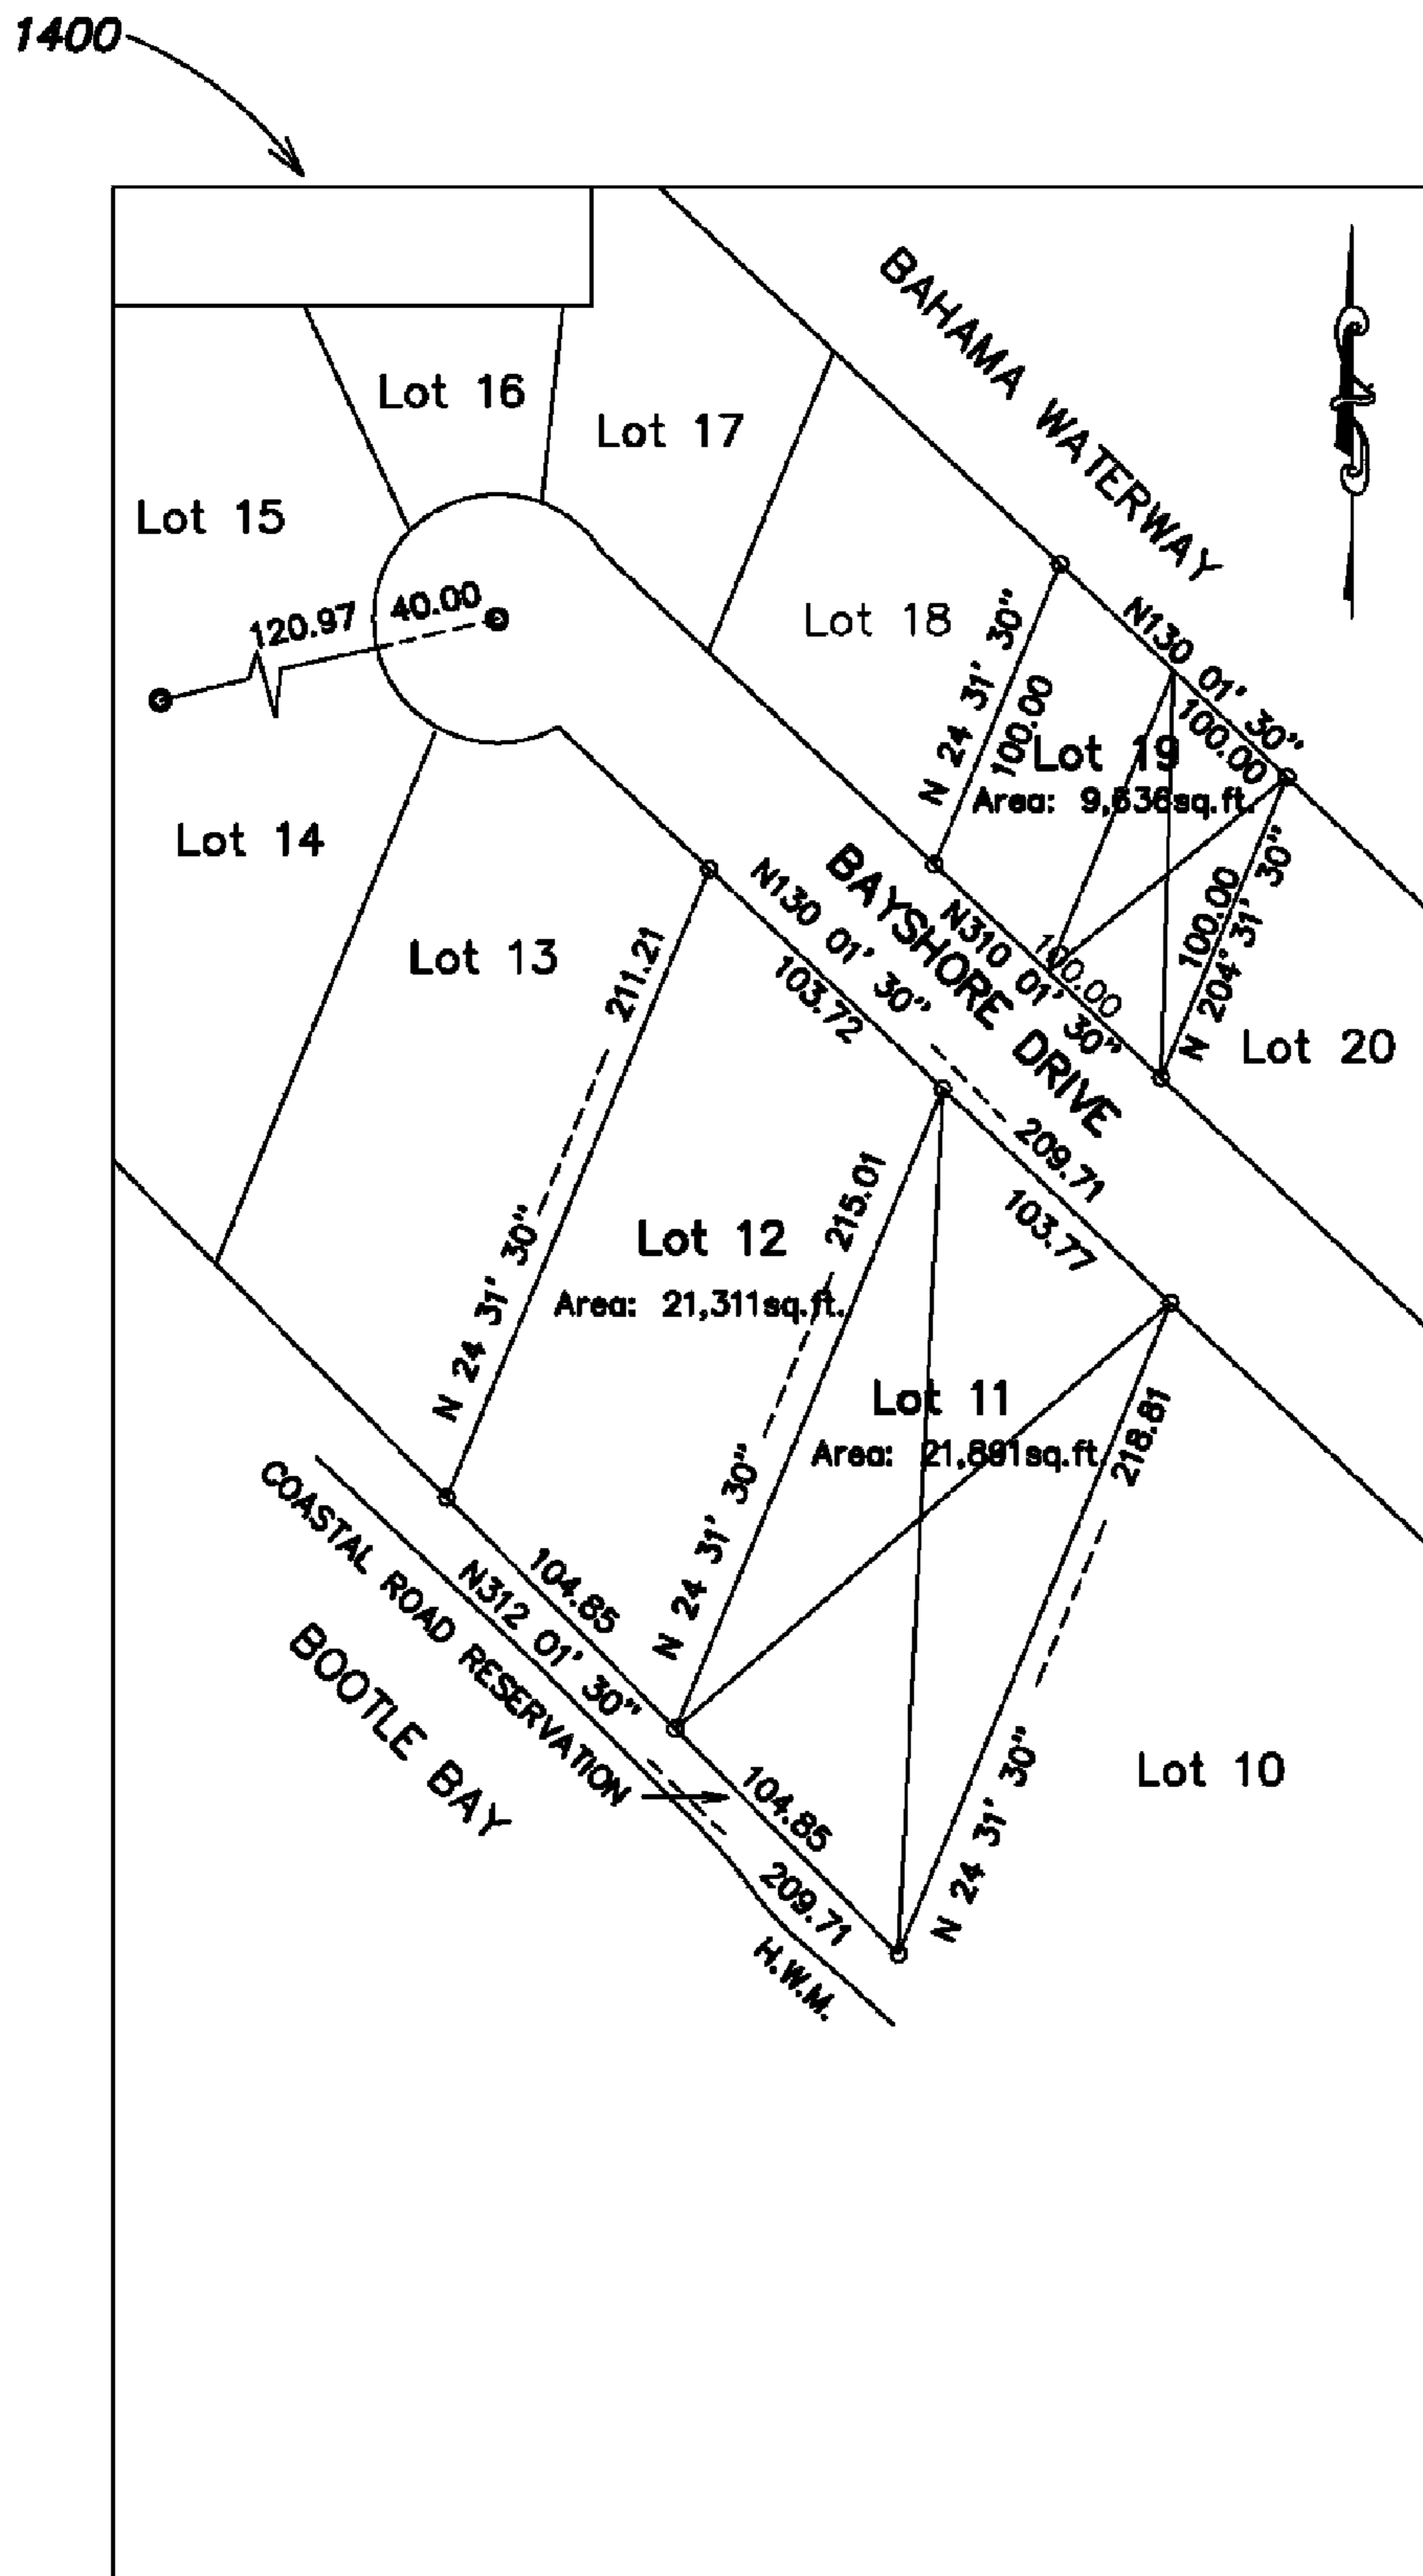 1400
BAHAMA WATERWAY
Lot 16
Lot 17
Lot 15
120.97 40.00
Lot 18
N 24 31' 30"
100.00
N130 01' 30"
100.00
Lot 19
Area: 9,636sq.ft.
100.00
N 204° 31' 30"
Lot 14
BAYSHORE DRIVE
N310 01' 30"
100.00
N130 01' 30"
103.72
Lot 13
211.21
N 24 31' 30"
Lot 20
209.71
103.77
Lot 12
Area: 21,311sq.ft.
215.01
N 24 31' 30"
Lot 11
Area: 21,891sq.ft.
218.81
N 24 31' 30"
COASTAL ROAD RESERVATION
N312 01' 30"
104.85
BOOTLE BAY
104.85
209.71
H.W.M.
Lot 10